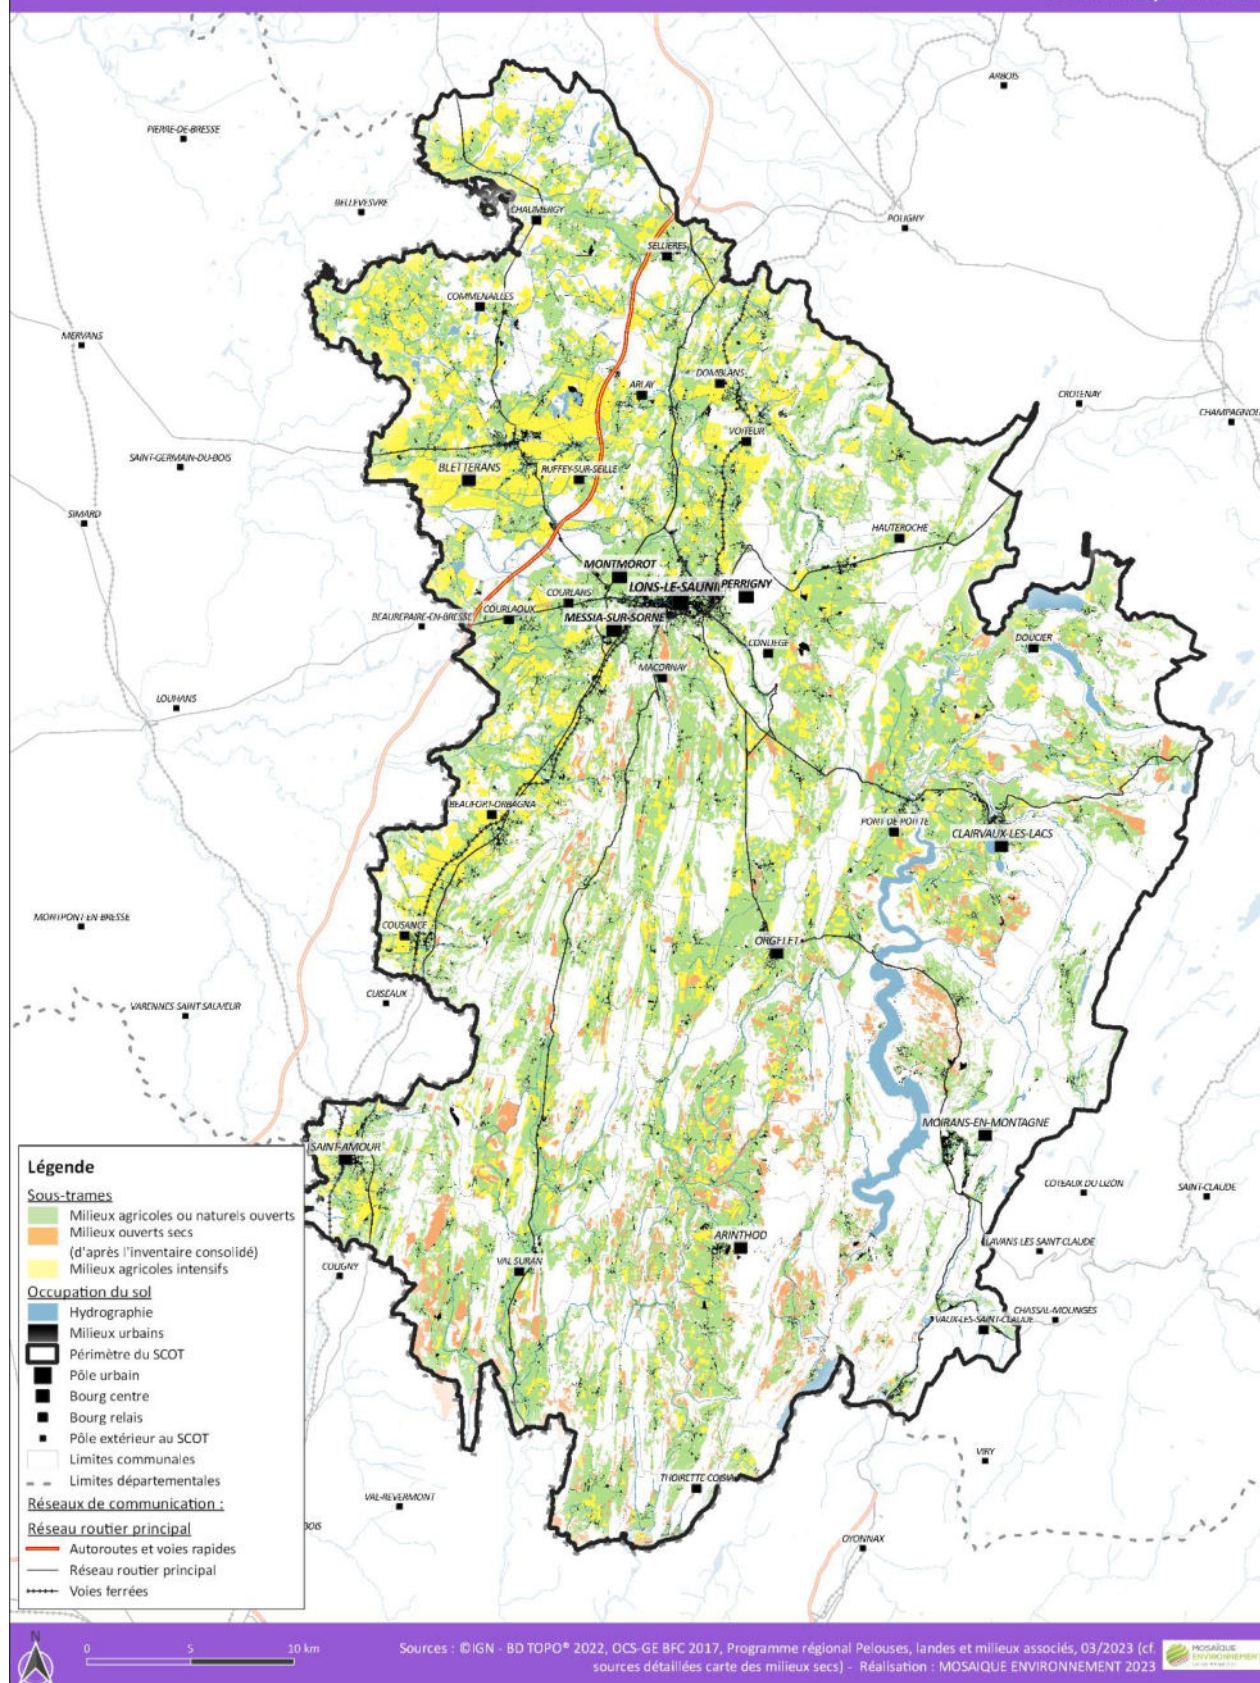 ARBOIS
PIERRE-DE-BRESSE
BELLEVESVRE
CHAUMERGY
POLIGNY
SELLIERES
COMMENAILLES
MERVANS
ARLAY
DOMBLANS
CROTENAY
CHAMPAGNOLE
VOITEUR
SAINT-GERMAIN-DU-BOIS
BLETTERANS
RUFFEY-SUR-SEILLE
SIMARD
HAUTEROCHE
MONTMOROT
LONS-LE-SAUNI
PERRIGNY
COURLANS
COURLAOUX
BEAUREPAIRE-EN-BRESSE
MESSIA-SUR-SORNE
CONLIEGE
DOUCIER
MACORNAY
LOUHANS
BEAUFORT-ORBAGNA
PONT-DE-POITTE
CLAIRVAUX-LES-LACS
MONTPONT-EN-BRESSE
COUSANCE
ORGELET
CUISEAUX
VARENNES-SAINT-SAUVEUR
MOIRANS-EN-MONTAGNE
SAINT-AMOUR
COTEAUX DU LIZON
SAINT-CLAUDE
ARINTHOD
LAVANS LES SAINT-CLAUDE
COLIGNY
VAL SURAN
CHASSAL-MOLINGES
VAUX-LES-SAINT-CLAUDE
VIRY
THOIRETTE-COISIA
VAL-REVERMONT
OIS
OYONNAX
Légende
Sous-trames
Milieux agricoles ou naturels ouverts
Milieux ouverts secs
(d'après l'inventaire consolidé)
Milieux agricoles intensifs
Occupation du sol
Hydrographie
Milieux urbains
Périmètre du SCOT
Pôle urbain
Bourg centre
Bourg relais
Pôle extérieur au SCOT
Limites communales
Limites départementales
Réseaux de communication :
Réseau routier principal
Autoroutes et voies rapides
Réseau routier principal
Voies ferrées
N
0 5 10 km
Sources : ©IGN - BD TOPO® 2022, OCS-GE BFC 2017, Programme régional Pelouses, landes et milieux associés, 03/2023 (cf.
sources détaillées carte des milieux secs) - Réalisation : MOSAIQUE ENVIRONNEMENT 2023
MOSAÏQUE
ENVIRONNEMENT